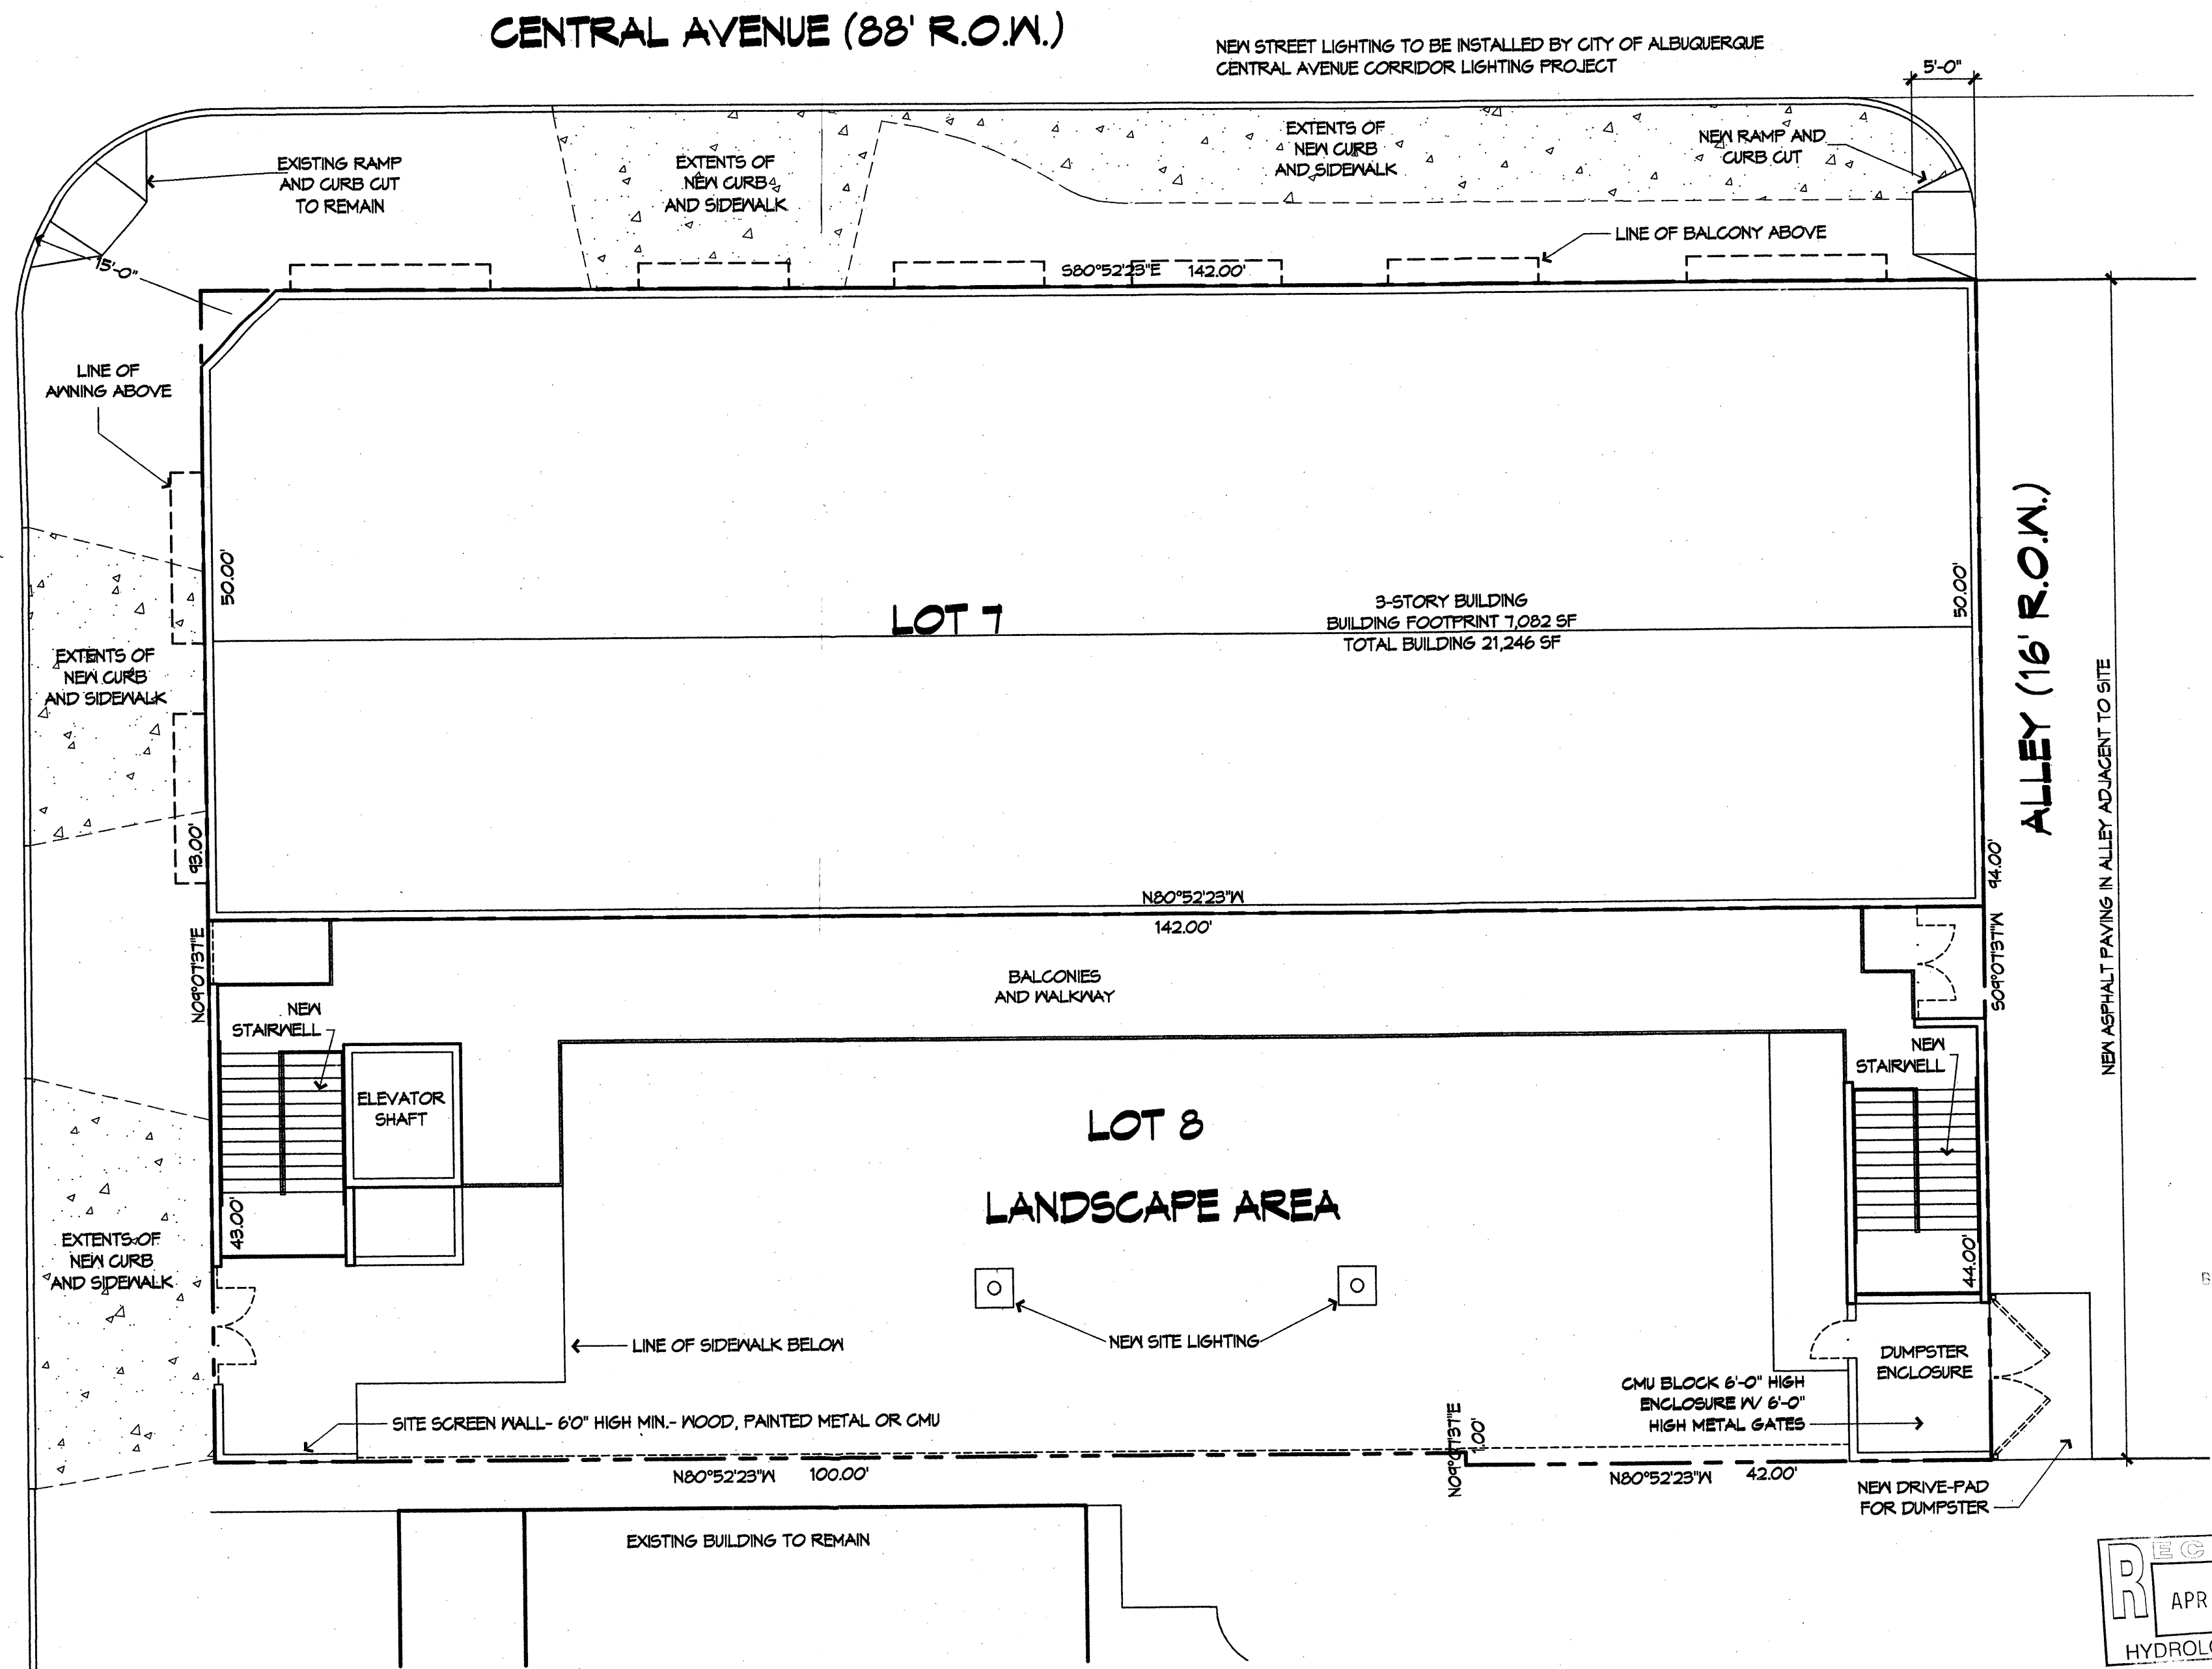 CENTRAL AVENUE (88' R.O.W.)
NEW STREET LIGHTING TO BE INSTALLED BY CITY OF ALBUQUERQUE
CENTRAL AVENUE CORRIDOR LIGHTING PROJECT
5'-0"
EXISTING RAMP
AND CURB CUT
TO REMAIN
EXTENTS OF
NEW CURB
AND SIDEWALK
EXTENTS OF
NEW CURB
AND SIDEWALK
NEW RAMP AND
CURB CUT
LINE OF BALCONY ABOVE
15'-0"
S80°52'23"E 142.00'
LINE OF
AWNING ABOVE
50.00'
LOT 7
3-STORY BUILDING
BUILDING FOOTPRINT 7,082 SF
TOTAL BUILDING 21,246 SF
50.00'
ALLEY (16' R.O.W.)
NEW ASPHALT PAVING IN ALLEY ADJACENT TO SITE
EXTENTS OF
NEW CURB
AND SIDEWALK
N09°07'37"E 93.00'
S09°07'37"W 94.00'
N80°52'23"W
142.00'
BALCONIES
AND WALKWAY
NEW
STAIRWELL
ELEVATOR
SHAFT
NEW
STAIRWELL
LOT 8
LANDSCAPE AREA
43.00'
44.00'
EXTENTS OF
NEW CURB
AND SIDEWALK
LINE OF SIDEWALK BELOW
NEW SITE LIGHTING
DUMPSTER
ENCLOSURE
CMU BLOCK 6'-0" HIGH
ENCLOSURE W/ 6'-0"
HIGH METAL GATES
SITE SCREEN WALL- 6'0" HIGH MIN.- WOOD, PAINTED METAL OR CMU
N80°52'23"W 100.00'
N09°07'37"E
1.00'
N80°52'23"W 42.00'
NEW DRIVE-PAD
FOR DUMPSTER
EXISTING BUILDING TO REMAIN
APR